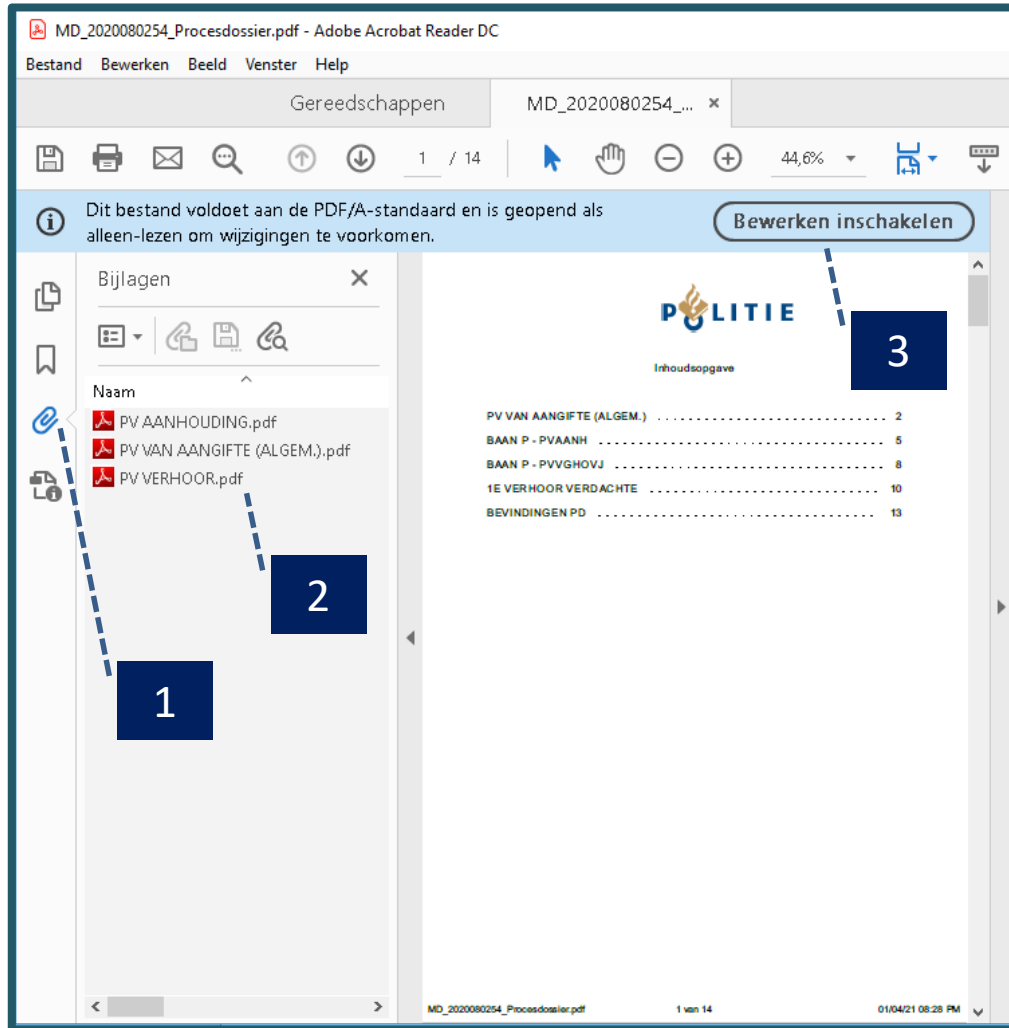 MD_2020080254_Procesdossier.pdf - Adobe Acrobat Reader DC
Bestand Bewerken Beeld Venster Help
Gereedschappen MD_2020080254_... ×
1 / 14 44,6%
Dit bestand voldoet aan de PDF/A-standaard en is geopend als
alleen-lezen om wijzigingen te voorkomen.
Bewerken inschakelen
Bijlagen
Naam
PV AANHOUDING.pdf
PV VAN AANGIFTE (ALGEM.).pdf
PV VERHOOR.pdf
1
2
3
POLITIE
Inhoudsopgave
PV VAN AANGIFTE (ALGEM.) .................................. 2
BAAN P - PVAANH .......................................... 5
BAAN P - PVVGHOVJ ........................................ 8
1E VERHOOR VERDACHTE ................................... 10
BEVINDINGEN PD .......................................... 13
MD_2020080254_Procesdossier.pdf 1 van 14 01/04/21 08:28 PM